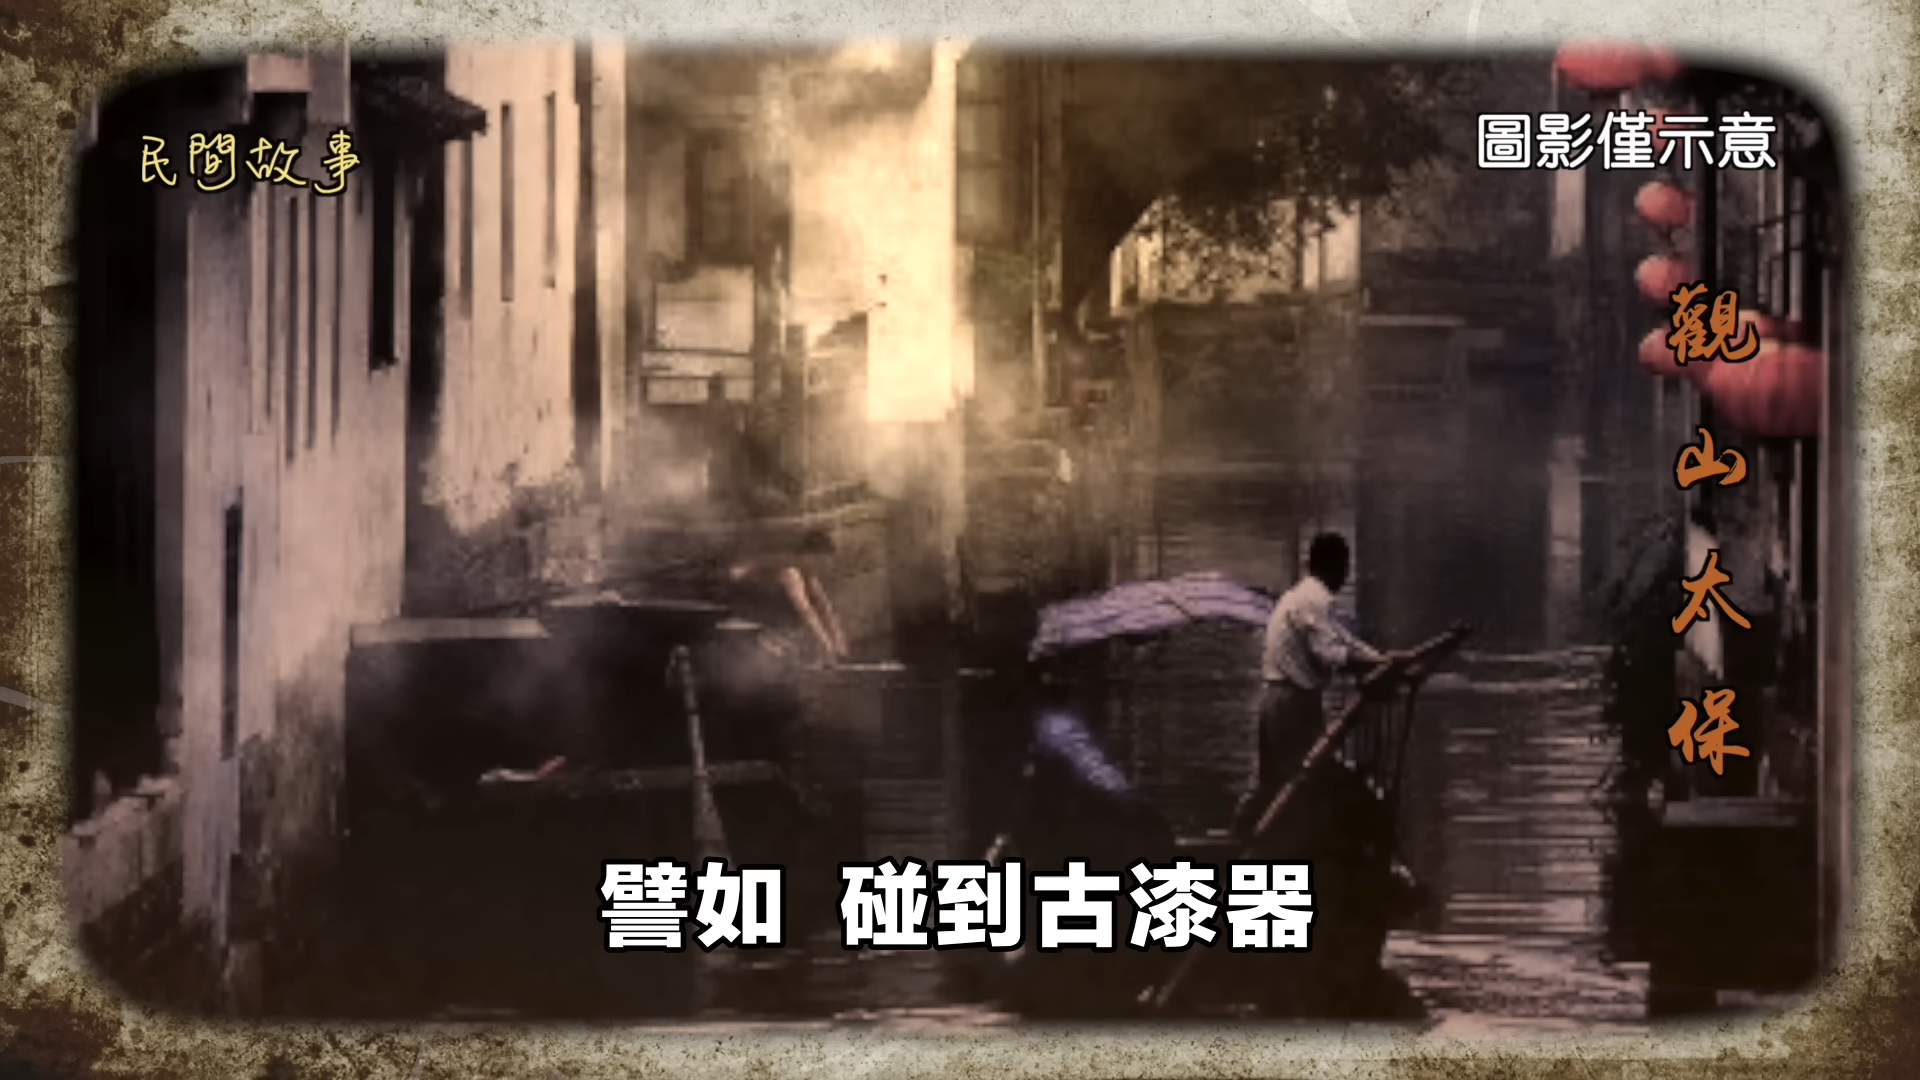 民間故事
圖影僅示意
觀山太保
譬如 碰到古漆器